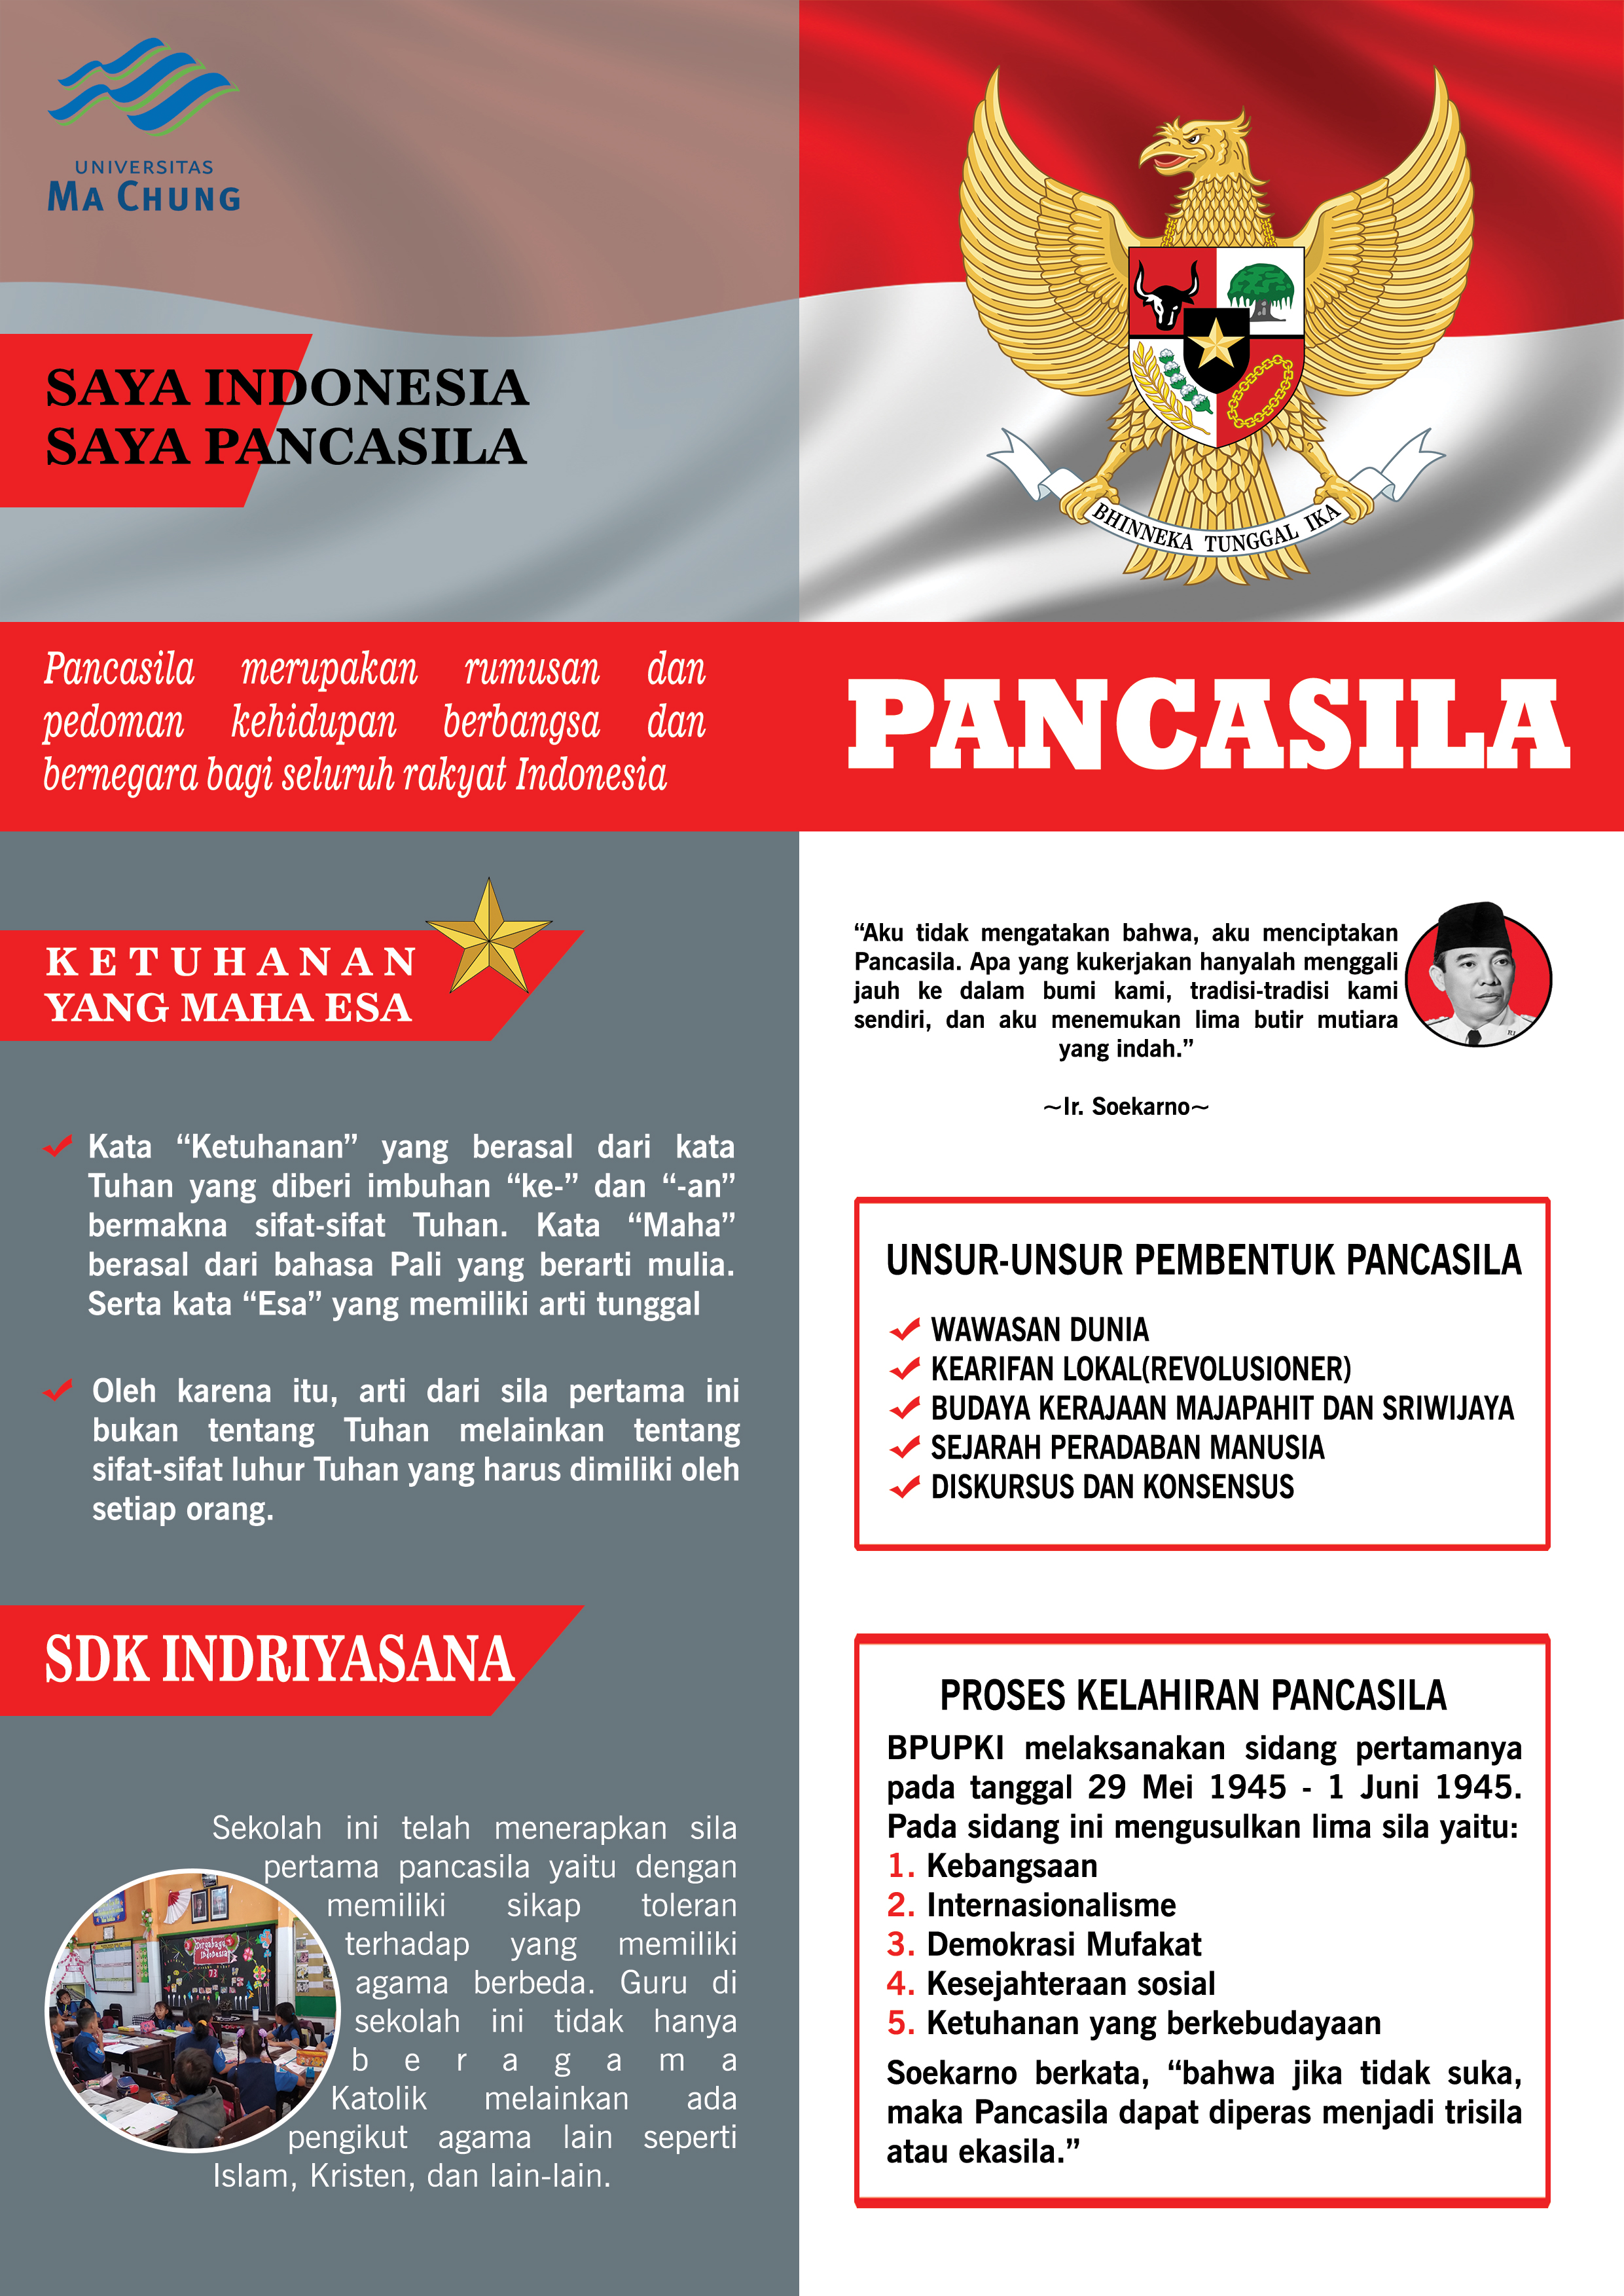 UNIVERSITAS
MA CHUNG
SAYA INDONESIA
SAYA PANCASILA
BHINNEKA TUNGGAL IKA
Pancasila merupakan rumusan dan
pedoman kehidupan berbangsa dan
bernegara bagi seluruh rakyat Indonesia
PANCASILA
KETUHANAN
YANG MAHA ESA
Kata “Ketuhanan” yang berasal dari kata
Tuhan yang diberi imbuhan “ke-” dan “-an”
bermakna sifat-sifat Tuhan. Kata “Maha”
berasal dari bahasa Pali yang berarti mulia.
Serta kata “Esa” yang memiliki arti tunggal
Oleh karena itu, arti dari sila pertama ini
bukan tentang Tuhan melainkan tentang
sifat-sifat luhur Tuhan yang harus dimiliki oleh
setiap orang.
SDK INDRIYASANA
Sekolah ini telah menerapkan sila
pertama pancasila yaitu dengan
memiliki sikap toleran
terhadap yang memiliki
agama berbeda. Guru di
sekolah ini tidak hanya
beragama
Katolik melainkan ada
pengikut agama lain seperti
Islam, Kristen, dan lain-lain.
“Aku tidak mengatakan bahwa, aku menciptakan
Pancasila. Apa yang kukerjakan hanyalah menggali
jauh ke dalam bumi kami, tradisi-tradisi kami
sendiri, dan aku menemukan lima butir mutiara
yang indah.”
~Ir. Soekarno~
UNSUR-UNSUR PEMBENTUK PANCASILA
WAWASAN DUNIA
KEARIFAN LOKAL(REVOLUSIONER)
BUDAYA KERAJAAN MAJAPAHIT DAN SRIWIJAYA
SEJARAH PERADABAN MANUSIA
DISKURSUS DAN KONSENSUS
PROSES KELAHIRAN PANCASILA
BPUPKI melaksanakan sidang pertamanya
pada tanggal 29 Mei 1945 - 1 Juni 1945.
Pada sidang ini mengusulkan lima sila yaitu:
1. Kebangsaan
2. Internasionalisme
3. Demokrasi Mufakat
4. Kesejahteraan sosial
5. Ketuhanan yang berkebudayaan
Soekarno berkata, “bahwa jika tidak suka,
maka Pancasila dapat diperas menjadi trisila
atau ekasila.”